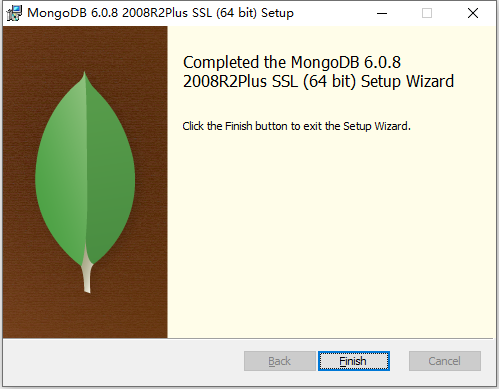 MongoDB 6.0.8 2008R2Plus SSL (64 bit) Setup
Completed the MongoDB 6.0.8
2008R2Plus SSL (64 bit) Setup Wizard
Click the Finish button to exit the Setup Wizard.
Back
Finish
Cancel